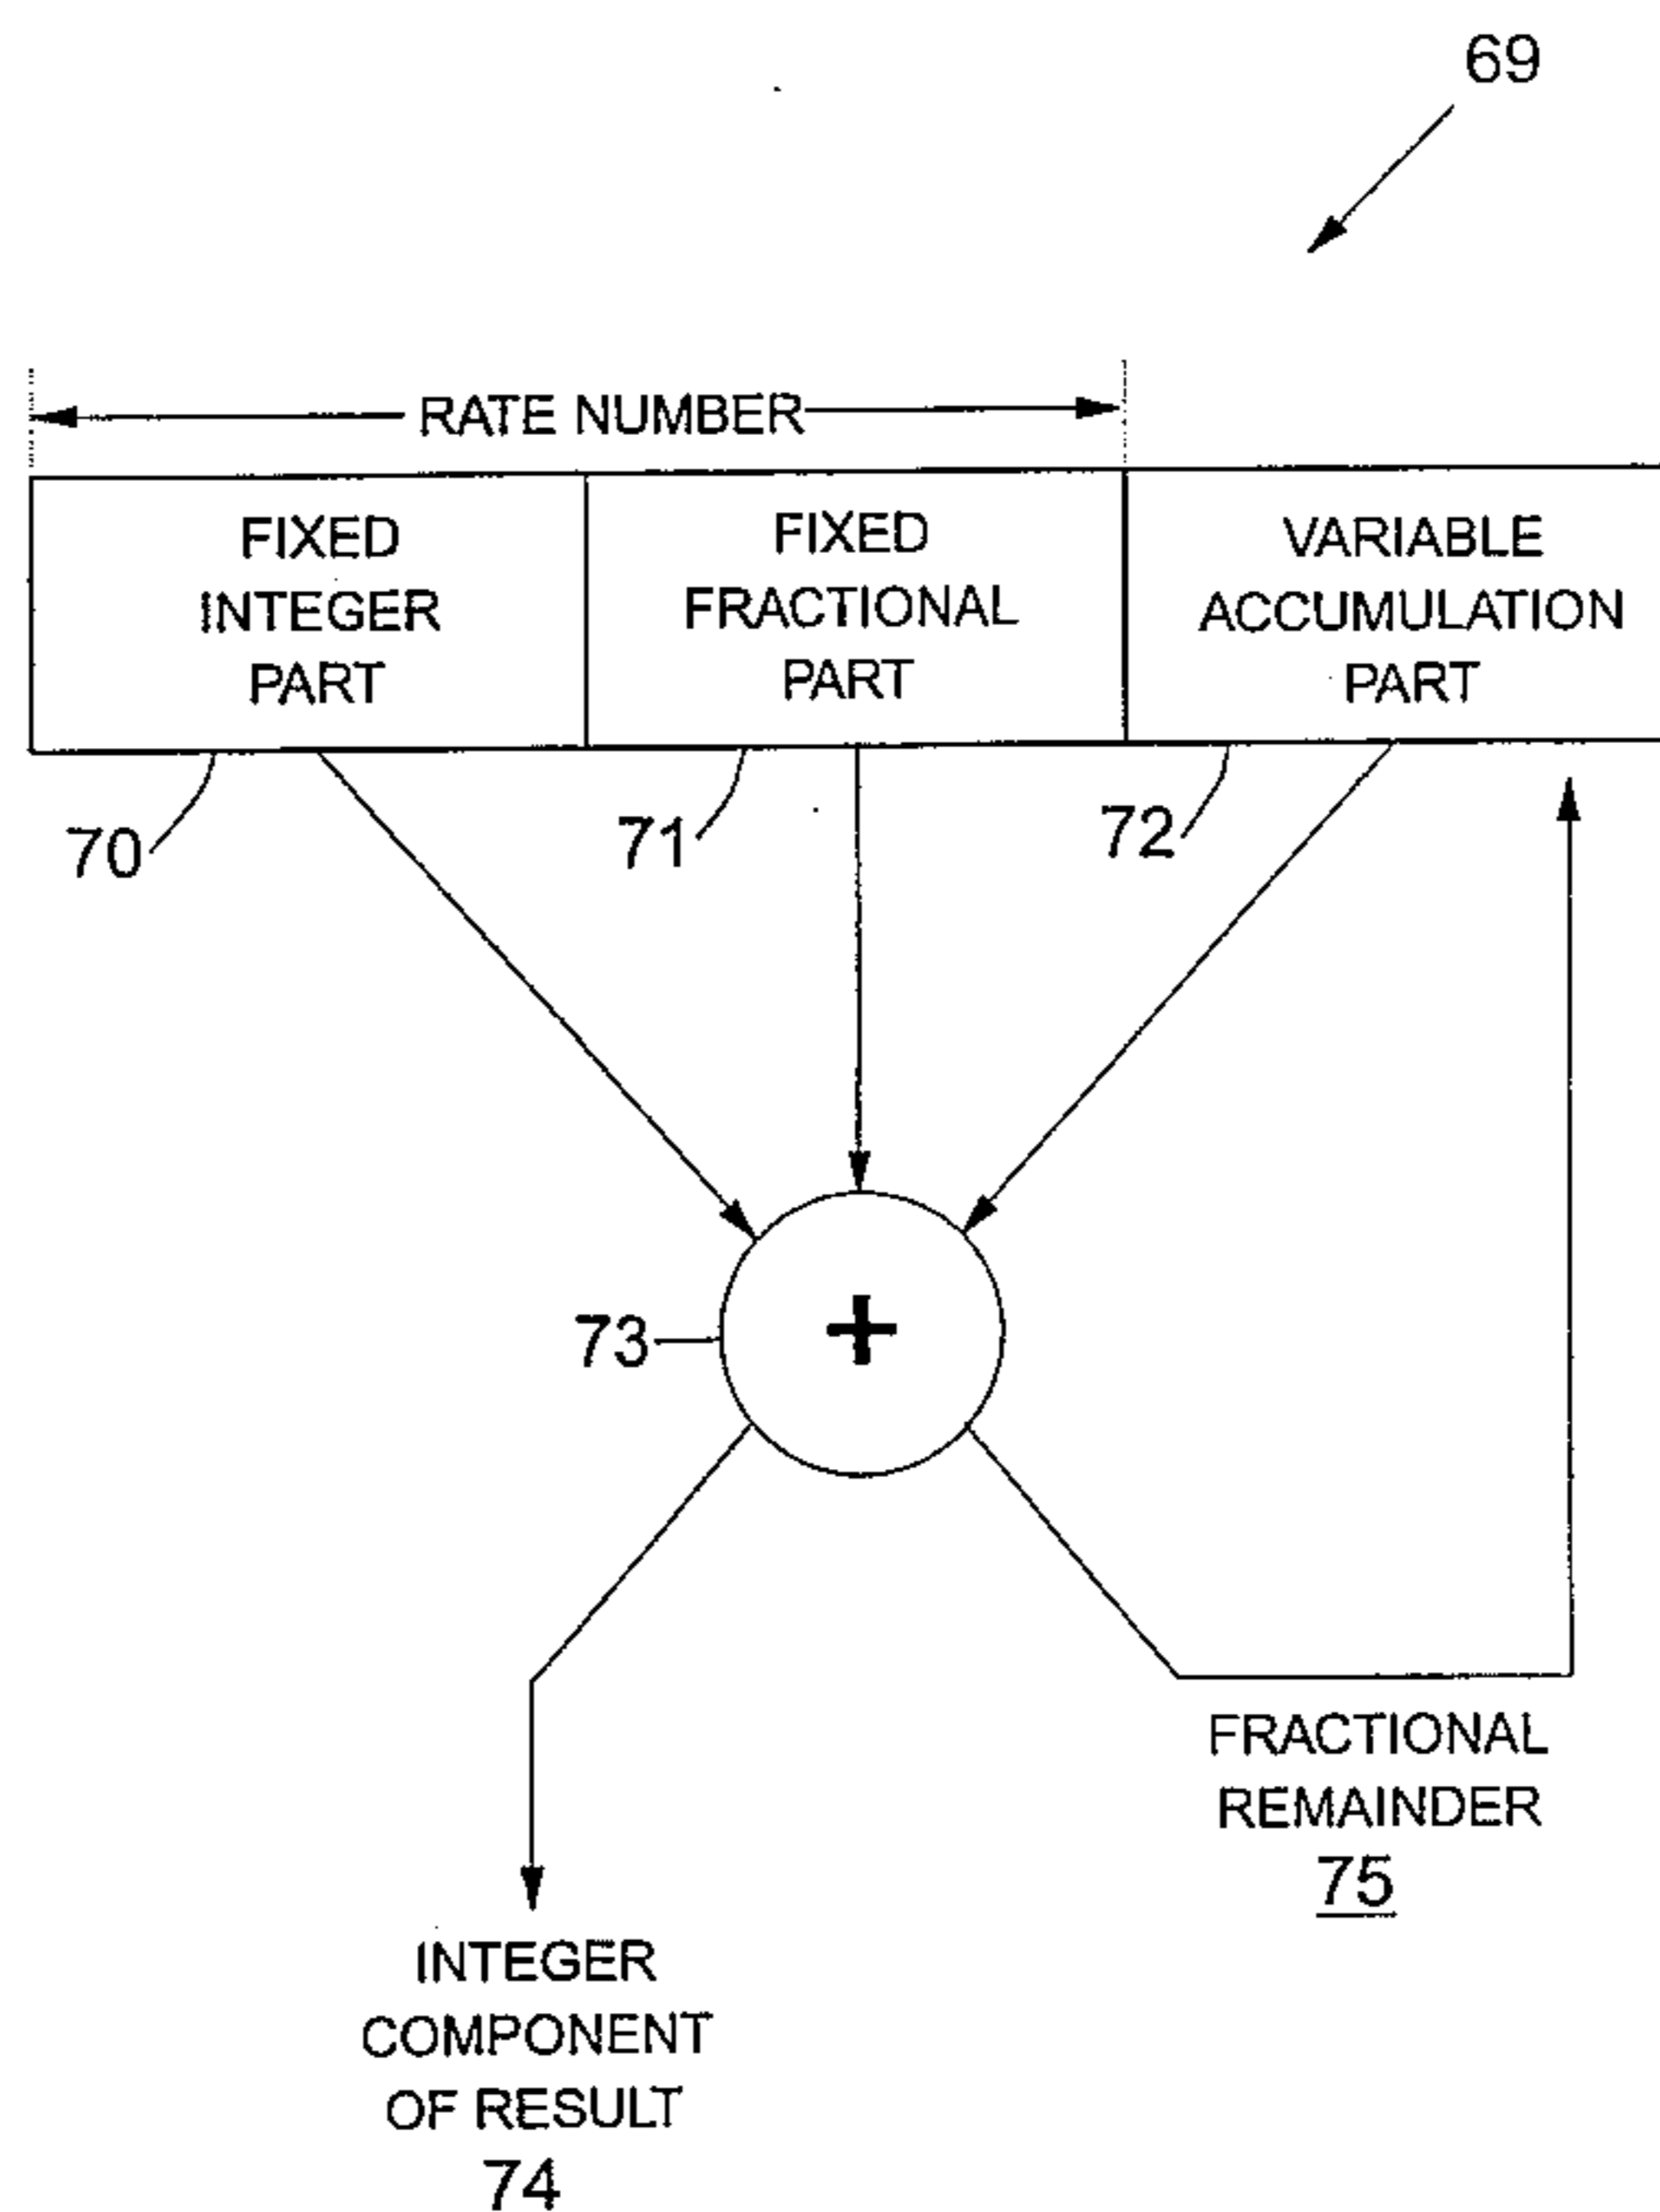 69
RATE NUMBER
FIXED
INTEGER
PART
FIXED
FRACTIONAL
PART
VARIABLE
ACCUMULATION
PART
70
71
72
73
+
FRACTIONAL
REMAINDER
75
INTEGER
COMPONENT
OF RESULT
74